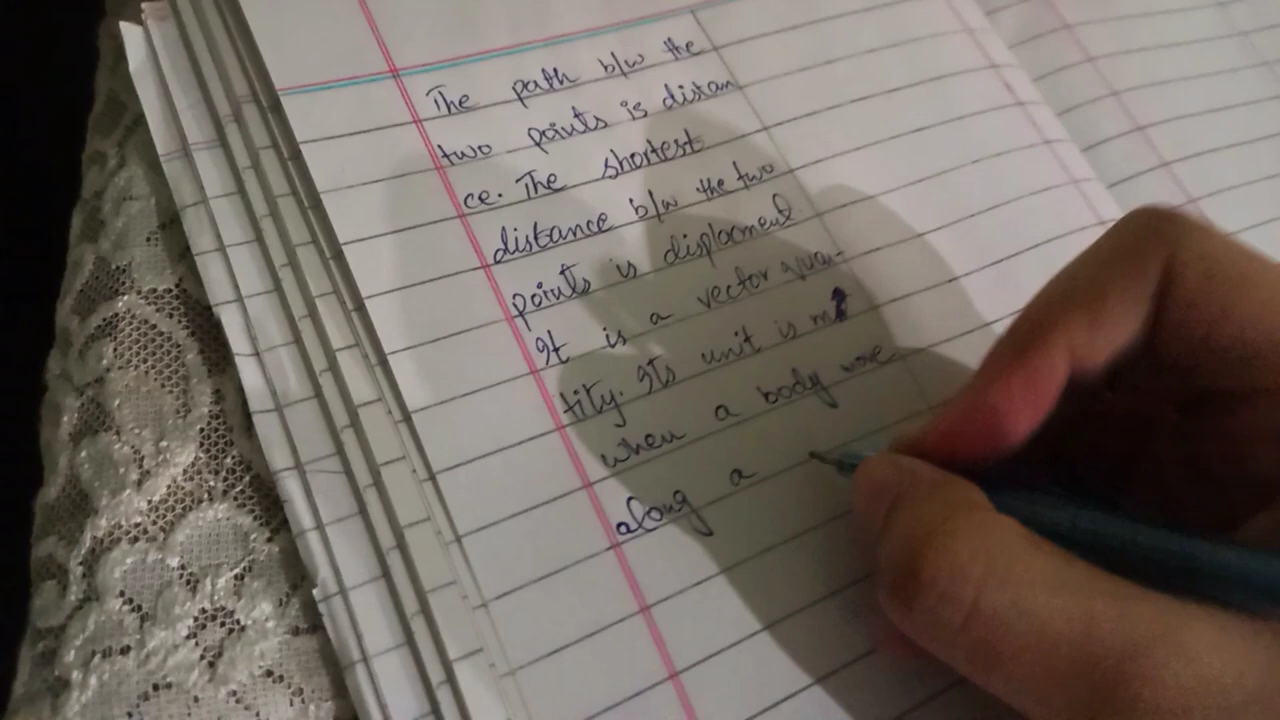 The path b/w the
two points is distan
ce. The shortest
distance b/w the two
points is displacment
It is a vector quan-
tity. Its unit is m
when a body move
along a